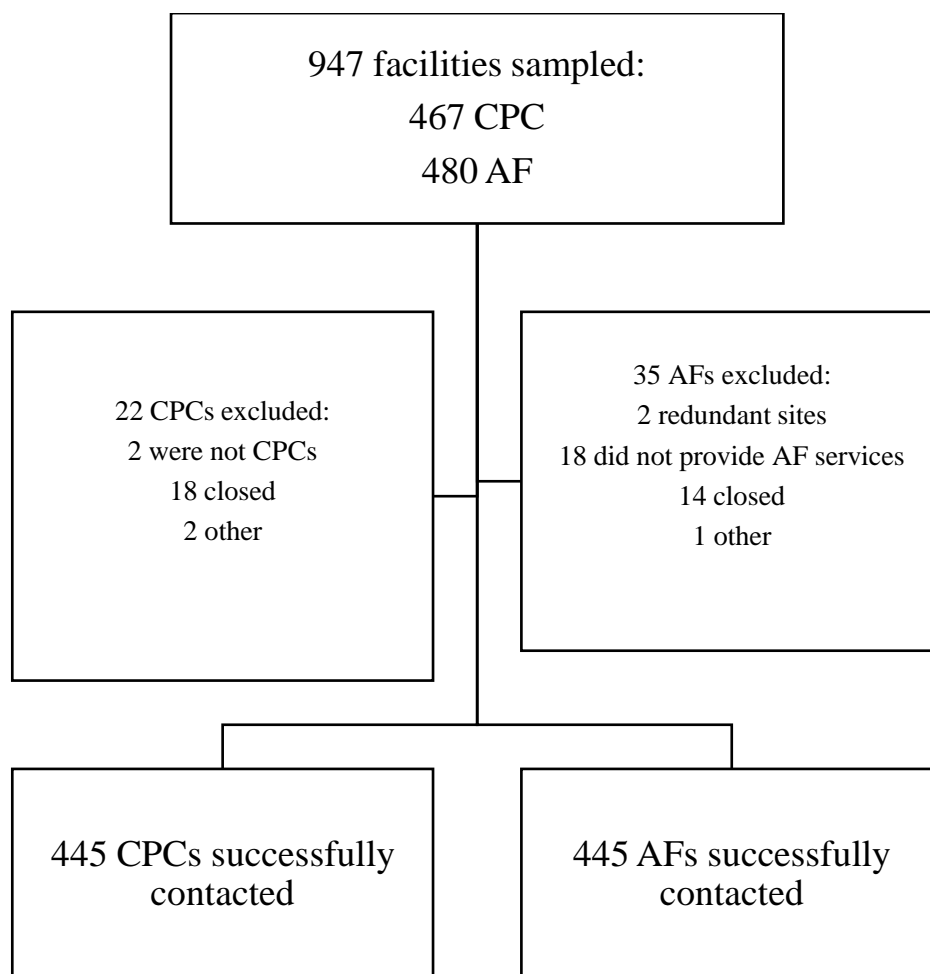 947 facilities sampled:
467 CPC
480 AF
22 CPCs excluded:
2 were not CPCs
18 closed
2 other
35 AFs excluded:
2 redundant sites
18 did not provide AF services
14 closed
1 other
445 CPCs successfully
contacted
445 AFs successfully
contacted